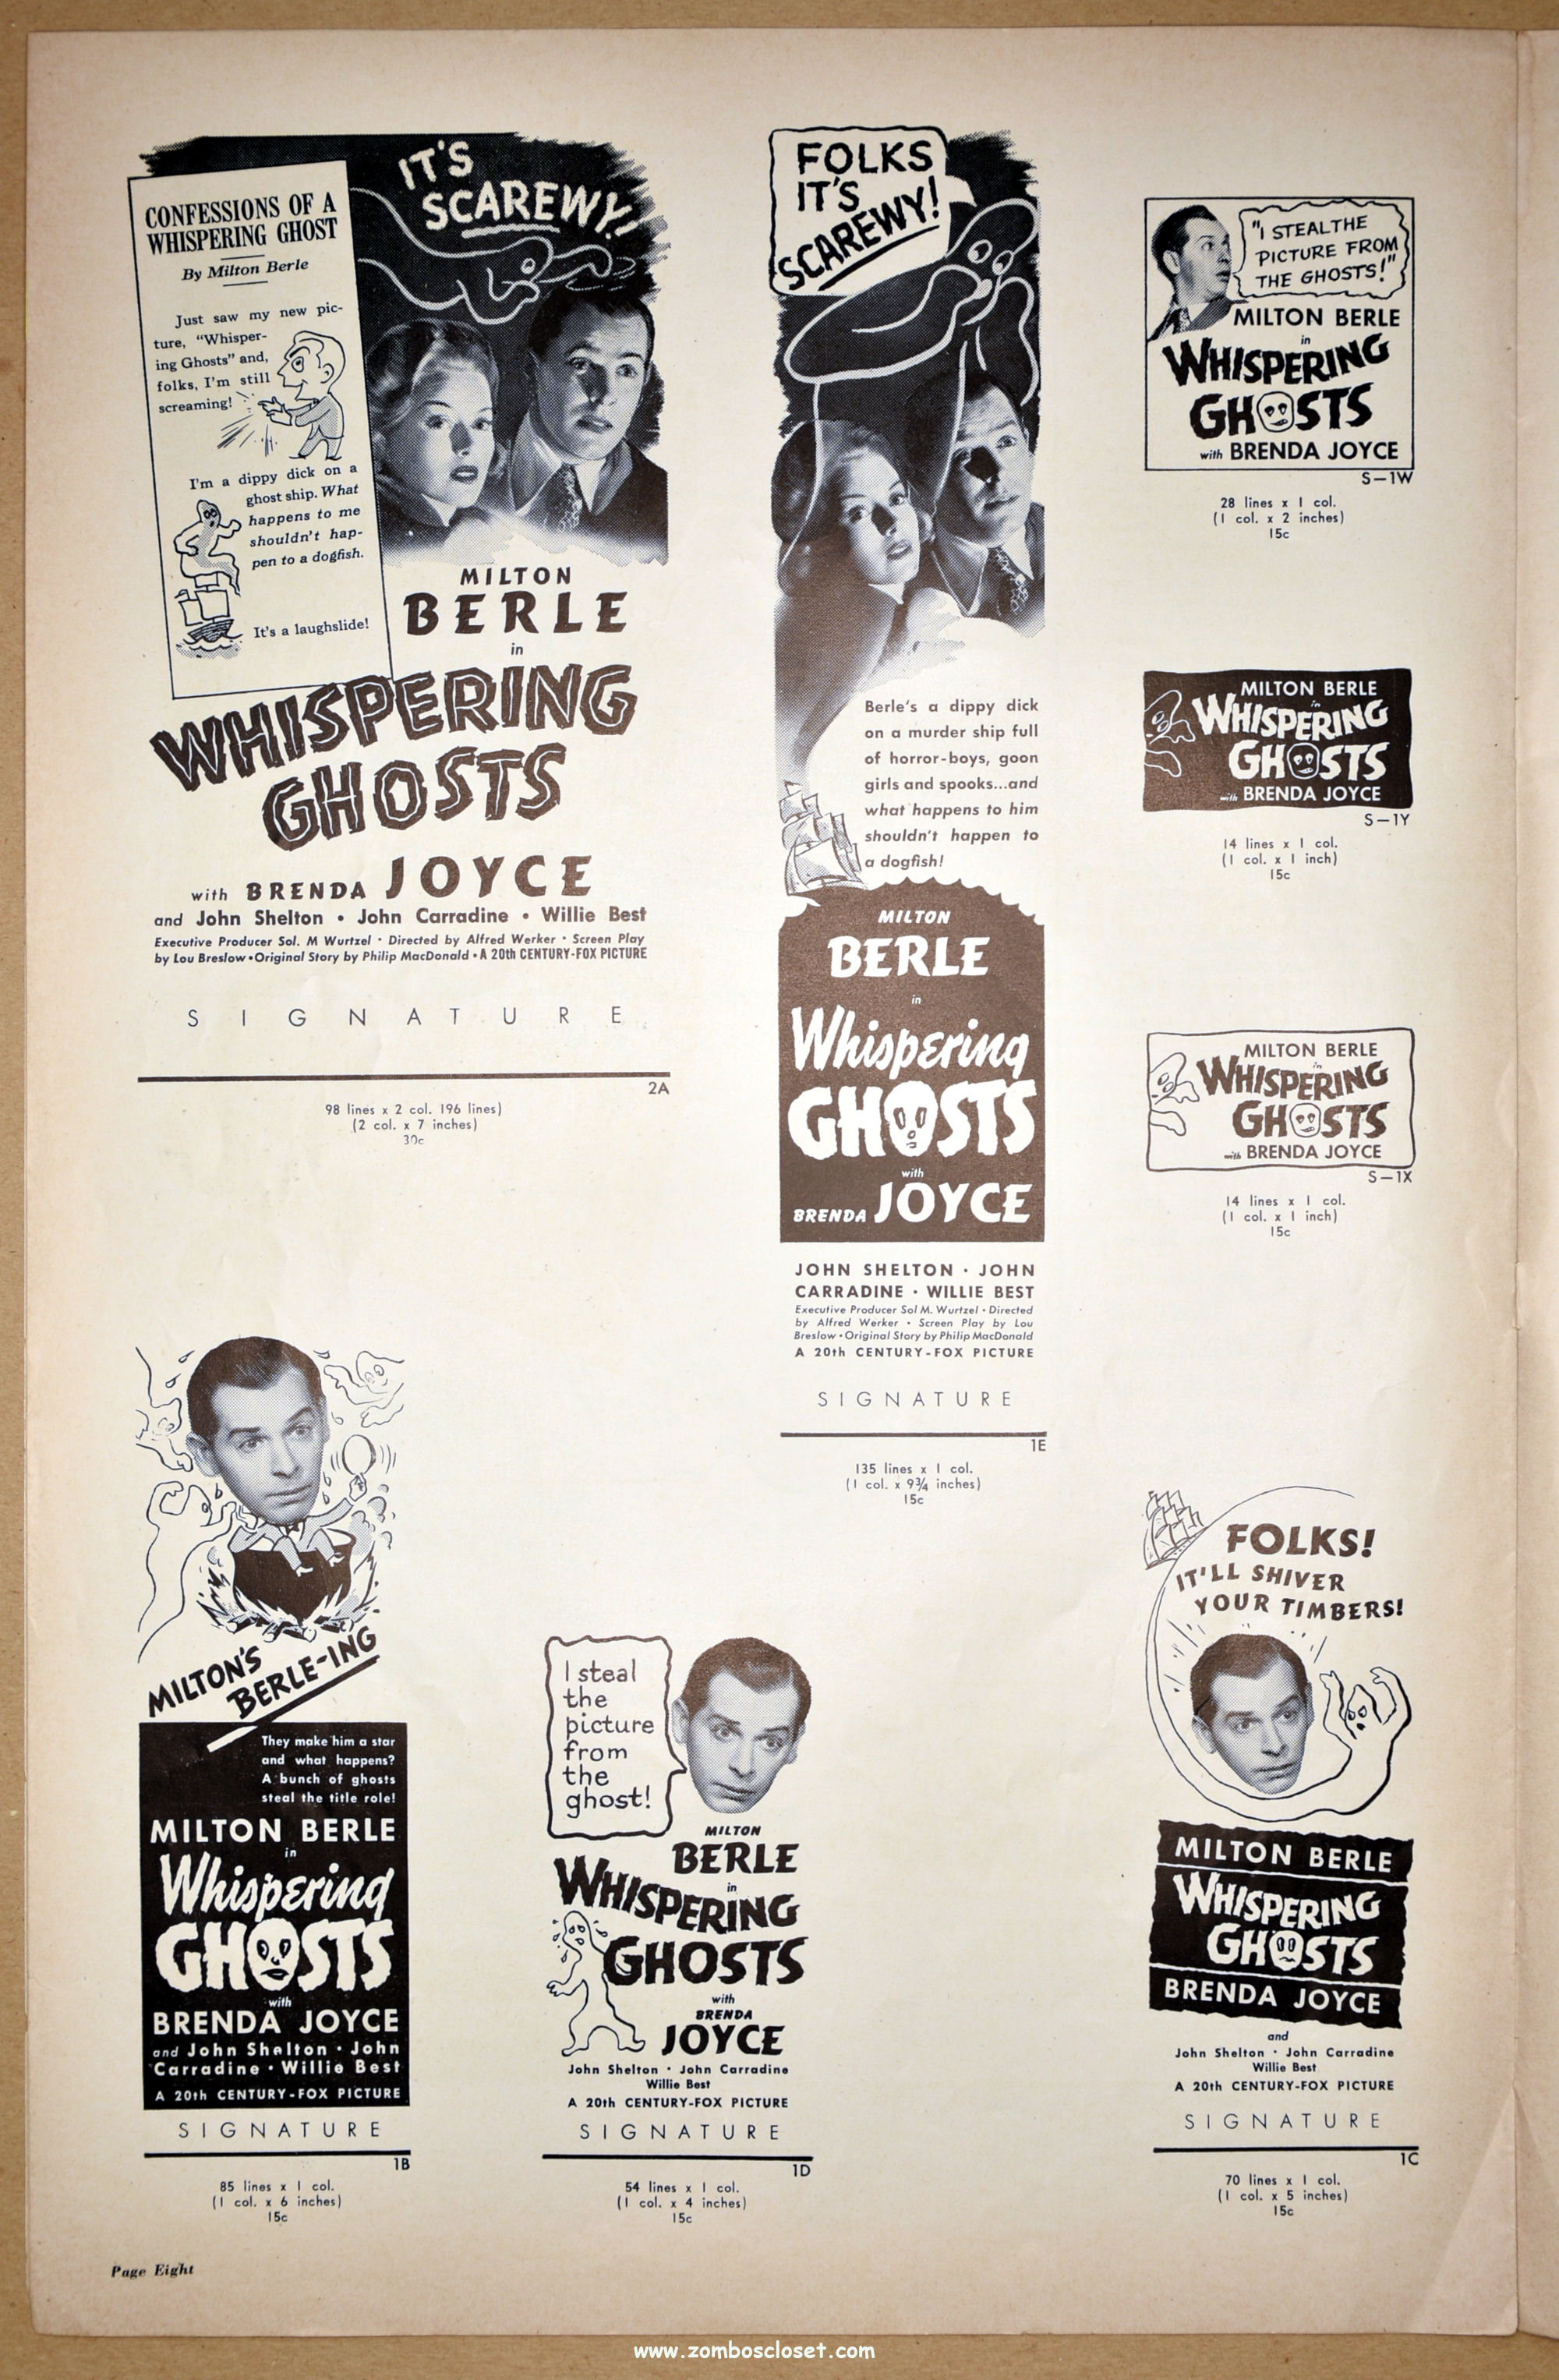 IT'S
SCAREWY!
CONFESSIONS OF A
WHISPERING GHOST
By Milton Berle
Just saw my new pic-
ture, "Whisper-
ing Ghosts" and,
folks, I'm still
screaming!
I'm a dippy dick on a
ghost ship. What
happens to me
shouldn't hap-
pen to a dogfish.
It's a laughslide!
MILTON
BERLE
in
WHISPERING
GHOSTS
with BRENDA JOYCE
and John Shelton • John Carradine • Willie Best
Executive Producer Sol. M Wurtzel • Directed by Alfred Werker • Screen Play
by Lou Breslow • Original Story by Philip MacDonald • A 20th CENTURY-FOX PICTURE
SIGNATURE
2A
98 lines x 2 col. 196 lines)
(2 col. x 7 inches)
30c
FOLKS
IT'S
SCAREWY!
Berle's a dippy dick
on a murder ship full
of horror-boys, goon
girls and spooks...and
what happens to him
shouldn't happen to
a dogfish!
MILTON
BERLE
in
Whispering
GHOSTS
with
BRENDA JOYCE
JOHN SHELTON • JOHN
CARRADINE • WILLIE BEST
Executive Producer Sol M. Wurtzel • Directed
by Alfred Werker • Screen Play by Lou
Breslow • Original Story by Philip MacDonald
A 20th CENTURY-FOX PICTURE
SIGNATURE
1E
135 lines x 1 col.
(1 col. x 9¾ inches)
15c
"I STEAL THE
PICTURE FROM
THE GHOSTS!"
MILTON BERLE
in
WHISPERING
GHOSTS
with BRENDA JOYCE
S—1W
28 lines x 1 col.
(1 col. x 2 inches)
15c
MILTON BERLE
in
WHISPERING
GHOSTS
with BRENDA JOYCE
S—1Y
14 lines x 1 col.
(1 col. x 1 inch)
15c
MILTON BERLE
in
WHISPERING
GHOSTS
with BRENDA JOYCE
S—1X
14 lines x 1 col.
(1 col. x 1 inch)
15c
MILTON'S
BERLE-ING
They make him a star
and what happens?
A bunch of ghosts
steal the title role!
MILTON BERLE
in
Whispering
GHOSTS
with
BRENDA JOYCE
and John Shelton • John
Carradine • Willie Best
A 20th CENTURY-FOX PICTURE
SIGNATURE
1B
85 lines x 1 col.
(1 col. x 6 inches)
15c
I steal
the
picture
from
the
ghost!
MILTON
BERLE
in
WHISPERING
GHOSTS
with
BRENDA
JOYCE
John Shelton • John Carradine
Willie Best
A 20th CENTURY-FOX PICTURE
SIGNATURE
1D
54 lines x 1 col.
(1 col. x 4 inches)
15c
FOLKS!
IT'LL SHIVER
YOUR TIMBERS!
MILTON BERLE
WHISPERING
GHOSTS
BRENDA JOYCE
and
John Shelton • John Carradine
Willie Best
A 20th CENTURY-FOX PICTURE
SIGNATURE
1C
70 lines x 1 col.
(1 col. x 5 inches)
15c
Page Eight
www.zomboscloset.com